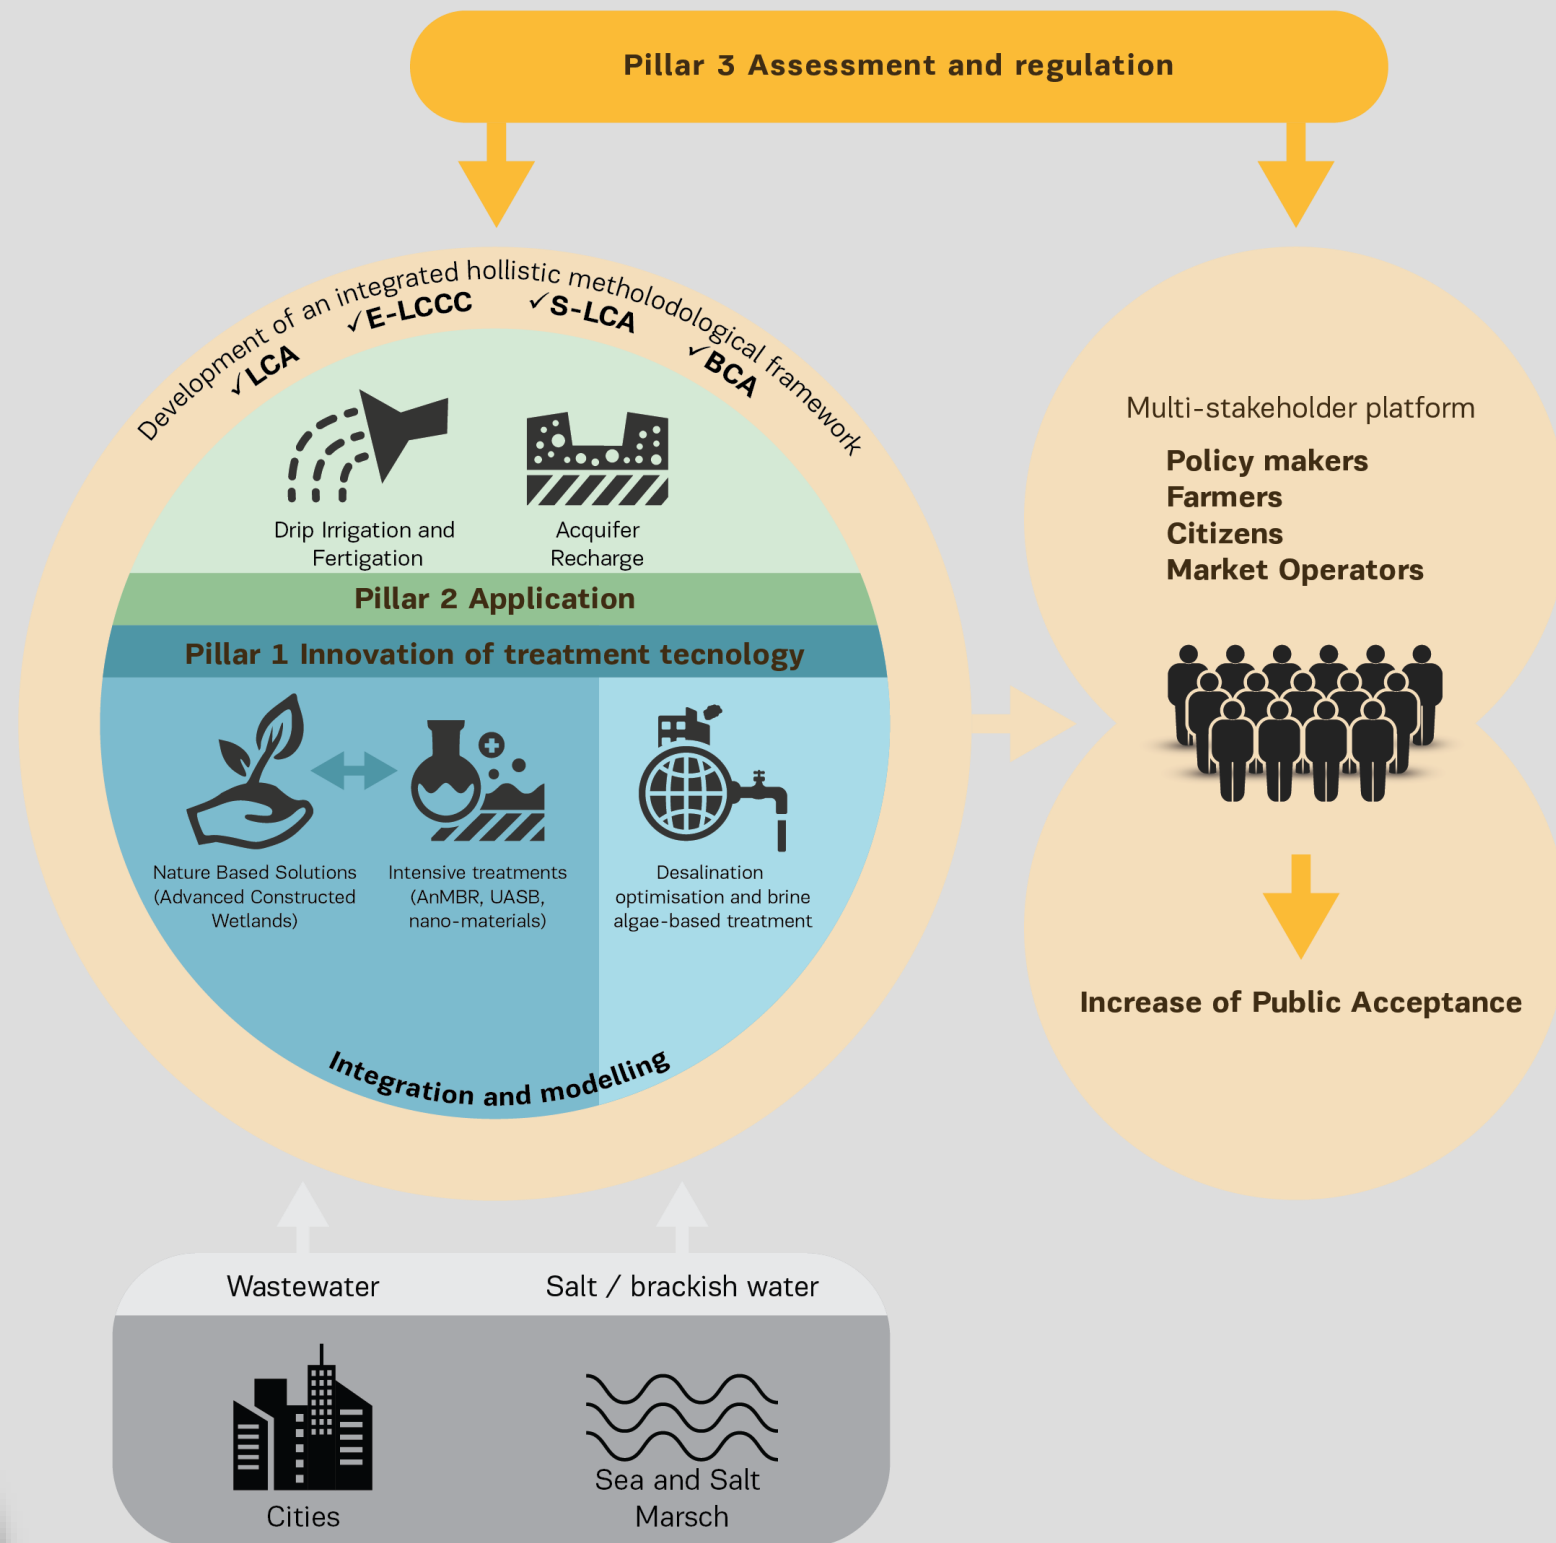 Pillar 3 Assessment and regulation
Development of an integrated hollistic metholodological framework
✓LCA
✓E-LCCC
✓S-LCA
✓BCA
Drip Irrigation and
Fertigation
Acquifer
Recharge
Pillar 2 Application
Pillar 1 Innovation of treatment tecnology
Nature Based Solutions
(Advanced Constructed
Wetlands)
Intensive treatments
(AnMBR, UASB,
nano-materials)
Desalination
optimisation and brine
algae-based treatment
Integration and modelling
Multi-stakeholder platform
Policy makers
Farmers
Citizens
Market Operators
Increase of Public Acceptance
Wastewater
Salt / brackish water
Cities
Sea and Salt
Marsch